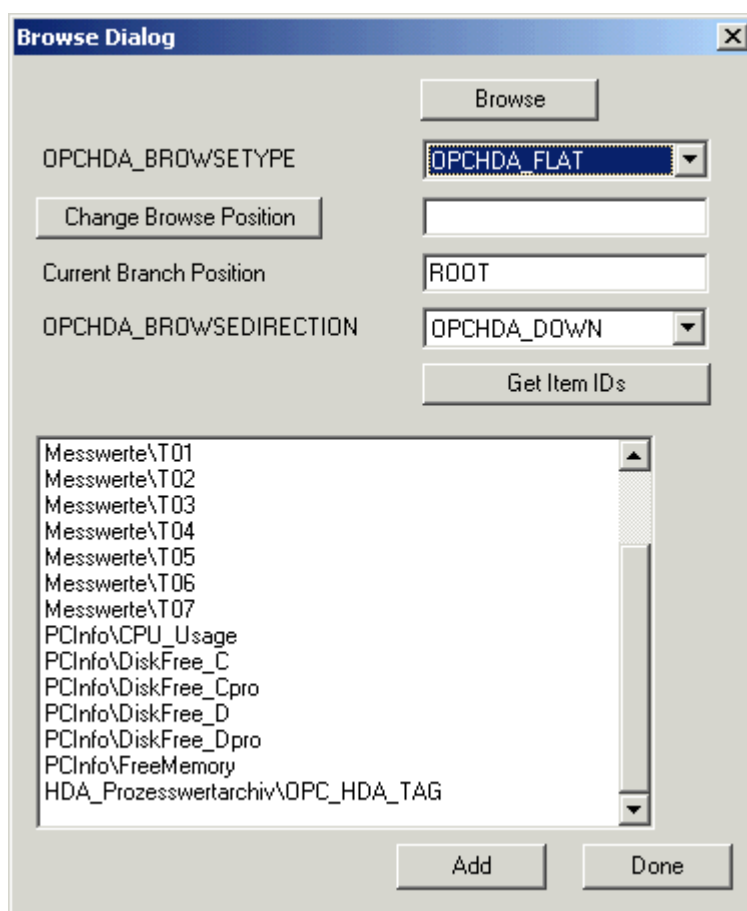 Browse Dialog
Browse
OPCHDA_BROWSETYPE OPCHDA_FLAT
Change Browse Position
Current Branch Position ROOT
OPCHDA_BROWSEDIRECTION OPCHDA_DOWN
Get Item IDs
Messwerte\T01
Messwerte\T02
Messwerte\T03
Messwerte\T04
Messwerte\T05
Messwerte\T06
Messwerte\T07
PCInfo\CPU_Usage
PCInfo\DiskFree_C
PCInfo\DiskFree_Cpro
PCInfo\DiskFree_D
PCInfo\DiskFree_Dpro
PCInfo\FreeMemory
HDA_Prozesswertarchiv\OPC_HDA_TAG
Add Done